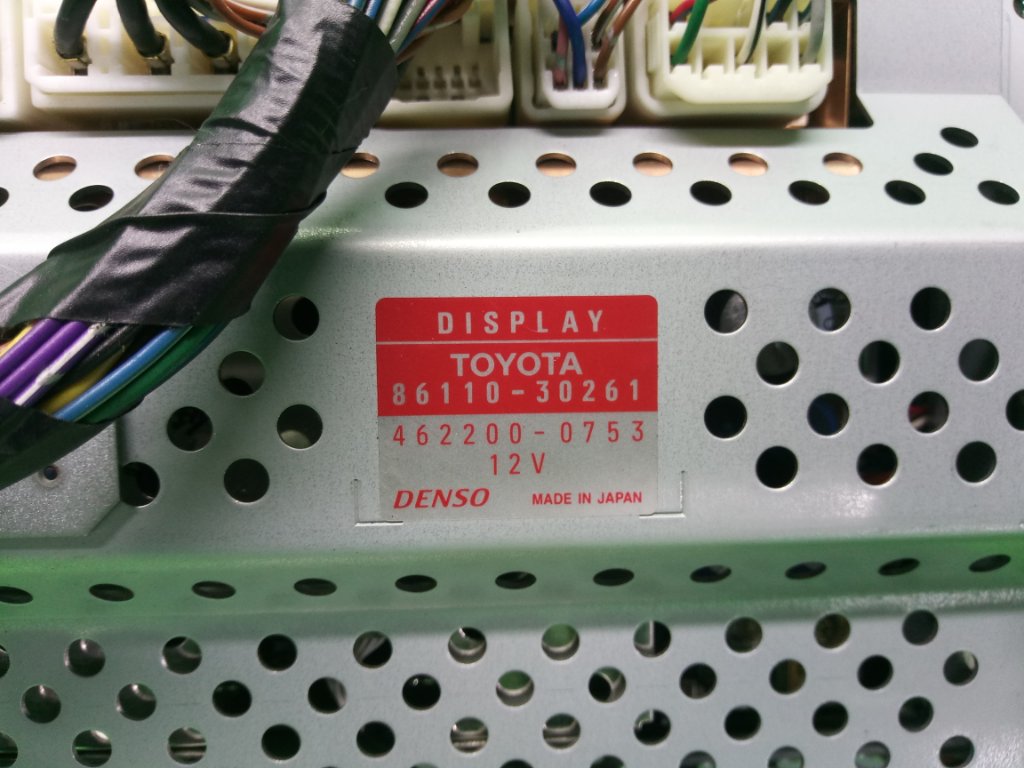 DISPLAY
TOYOTA
86110-30261
462200-0753
12V
DENSO MADE IN JAPAN